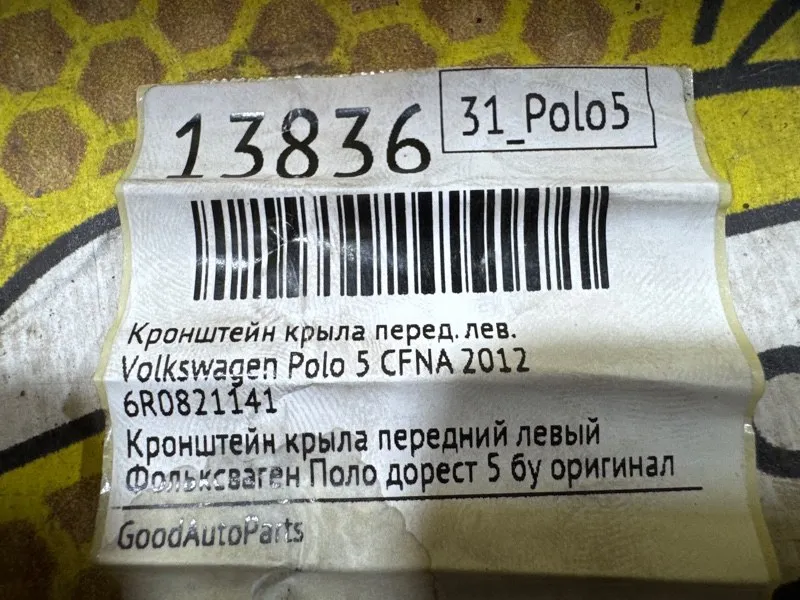 13836
31_Polo5
Кронштейн крыла перед. лев.
Volkswagen Polo 5 CFNA 2012
6R0821141
Кронштейн крыла передний левый
Фольксваген Поло дорест 5 бу оригинал
GoodAutoParts